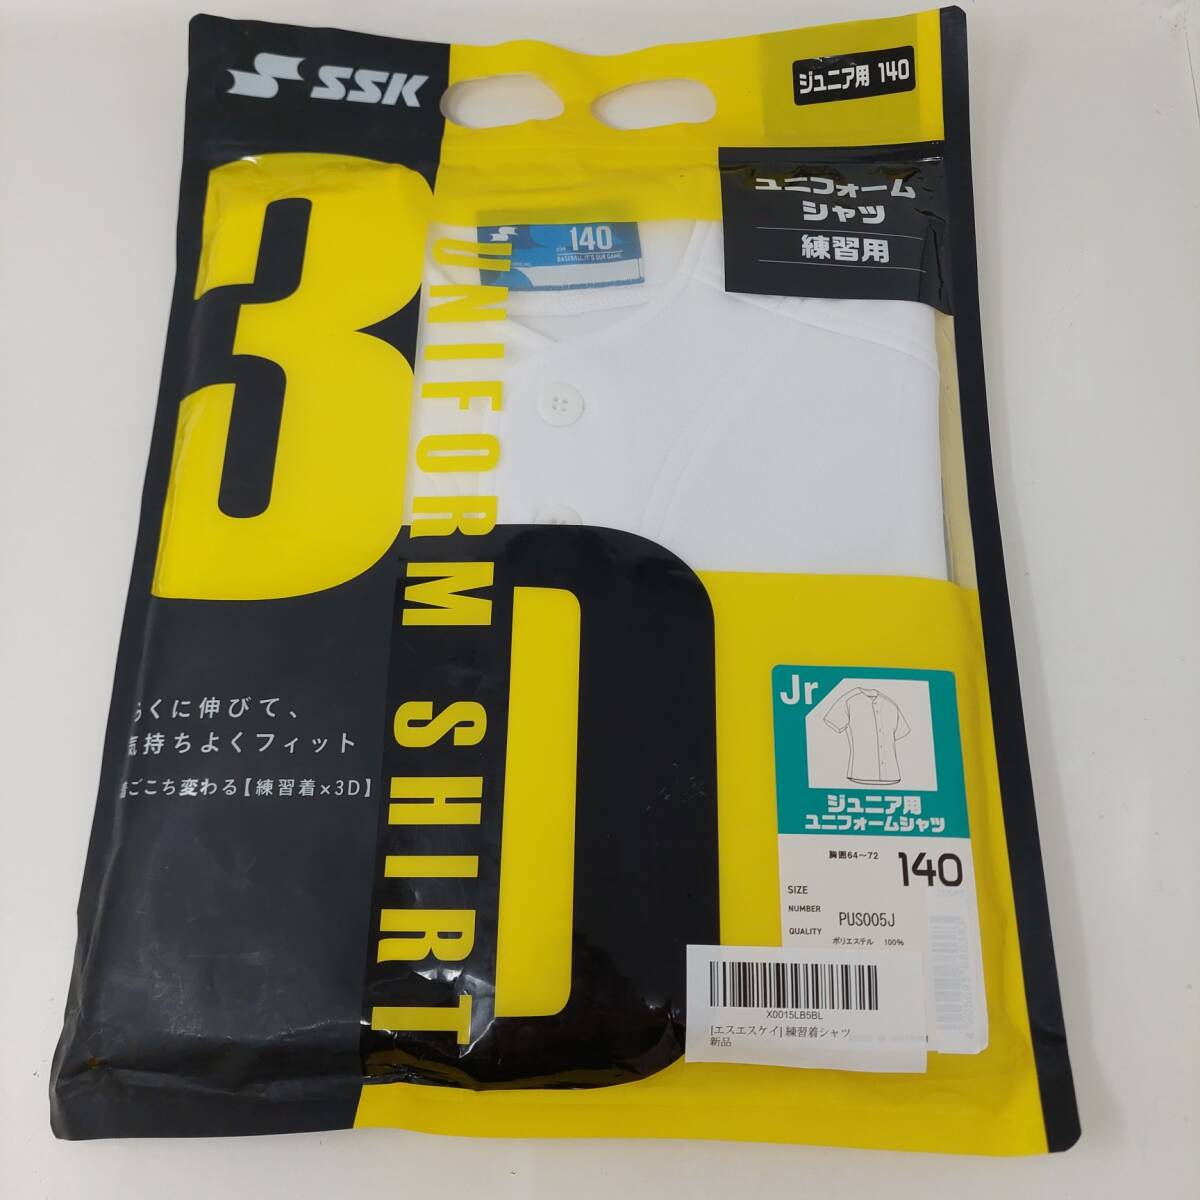 SSK
ジュニア用 140
ユニフォーム
シャツ
練習用
3D
UNIFORM SHIRT
SIZE 140
BASEBALL IT'S OUR GAME.
くに伸びて、
気持ちよくフィット
着ごこち変わる【練習着×3D】
Jr
ジュニア用
ユニフォームシャツ
胸囲64〜72
SIZE 140
NUMBER PUS005J
QUALITY ポリエステル 100%
X0015LB5BL
[エスエスケイ] 練習着シャツ
新品